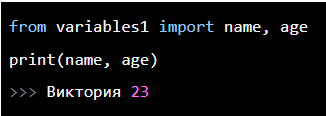 from variables1 import name, age
print(name, age)
>>> Виктория 23